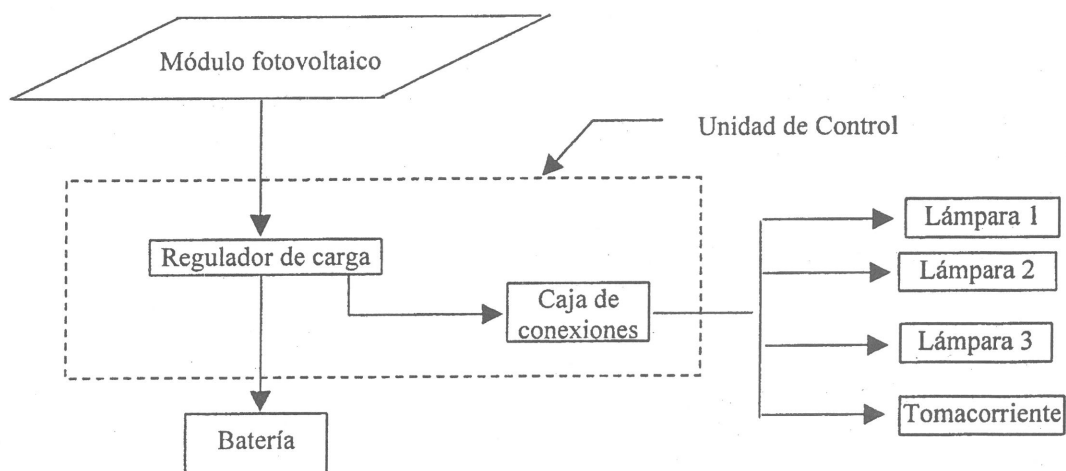 Módulo fotovoltaico
Unidad de Control
Regulador de carga
Caja de
conexiones
Lámpara 1
Lámpara 2
Lámpara 3
Tomacorriente
Batería